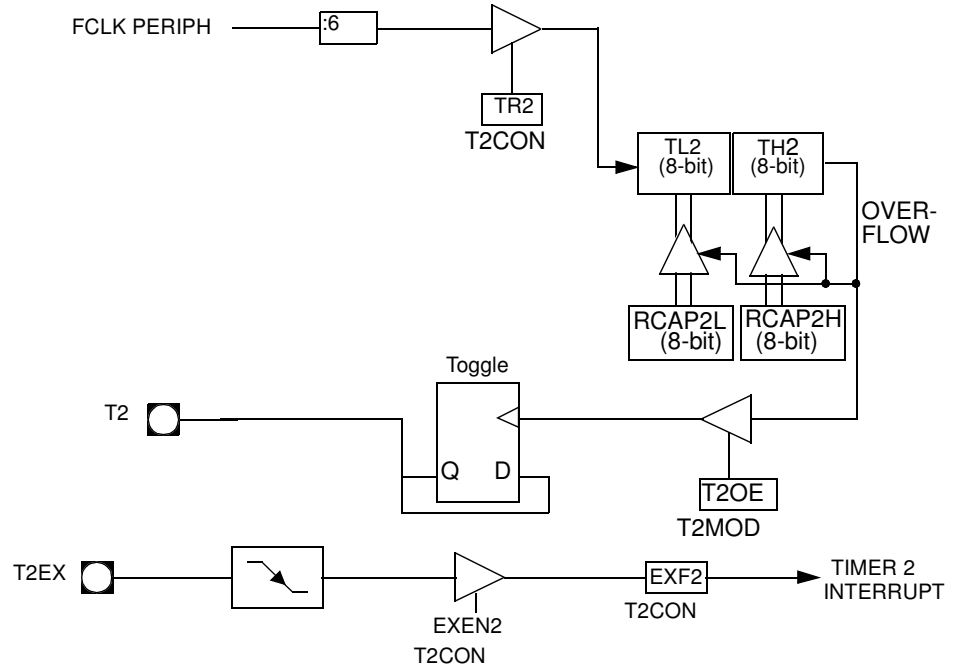 FCLK PERIPH
:6
TR2
T2CON
TL2
(8-bit)
TH2
(8-bit)
OVER-
FLOW
RCAP2L
(8-bit)
RCAP2H
(8-bit)
Toggle
T2
Q D
T2OE
T2MOD
T2EX
EXEN2
T2CON
EXF2
T2CON
TIMER 2
INTERRUPT